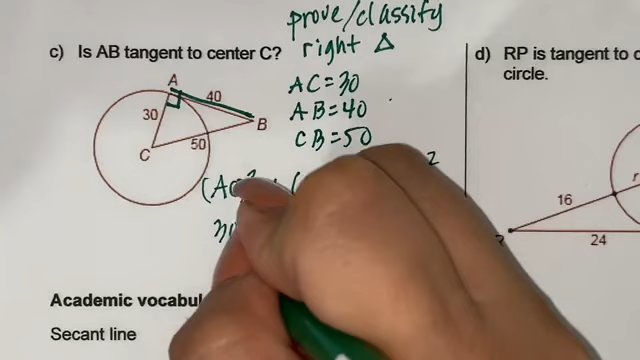 prove/classify
right △
c) Is AB tangent to center C?
A
40
30
B
50
C
AC=30
AB=40
CB=50
2
d) RP is tangent to
circle.
16
r
24
Academic
Secant line